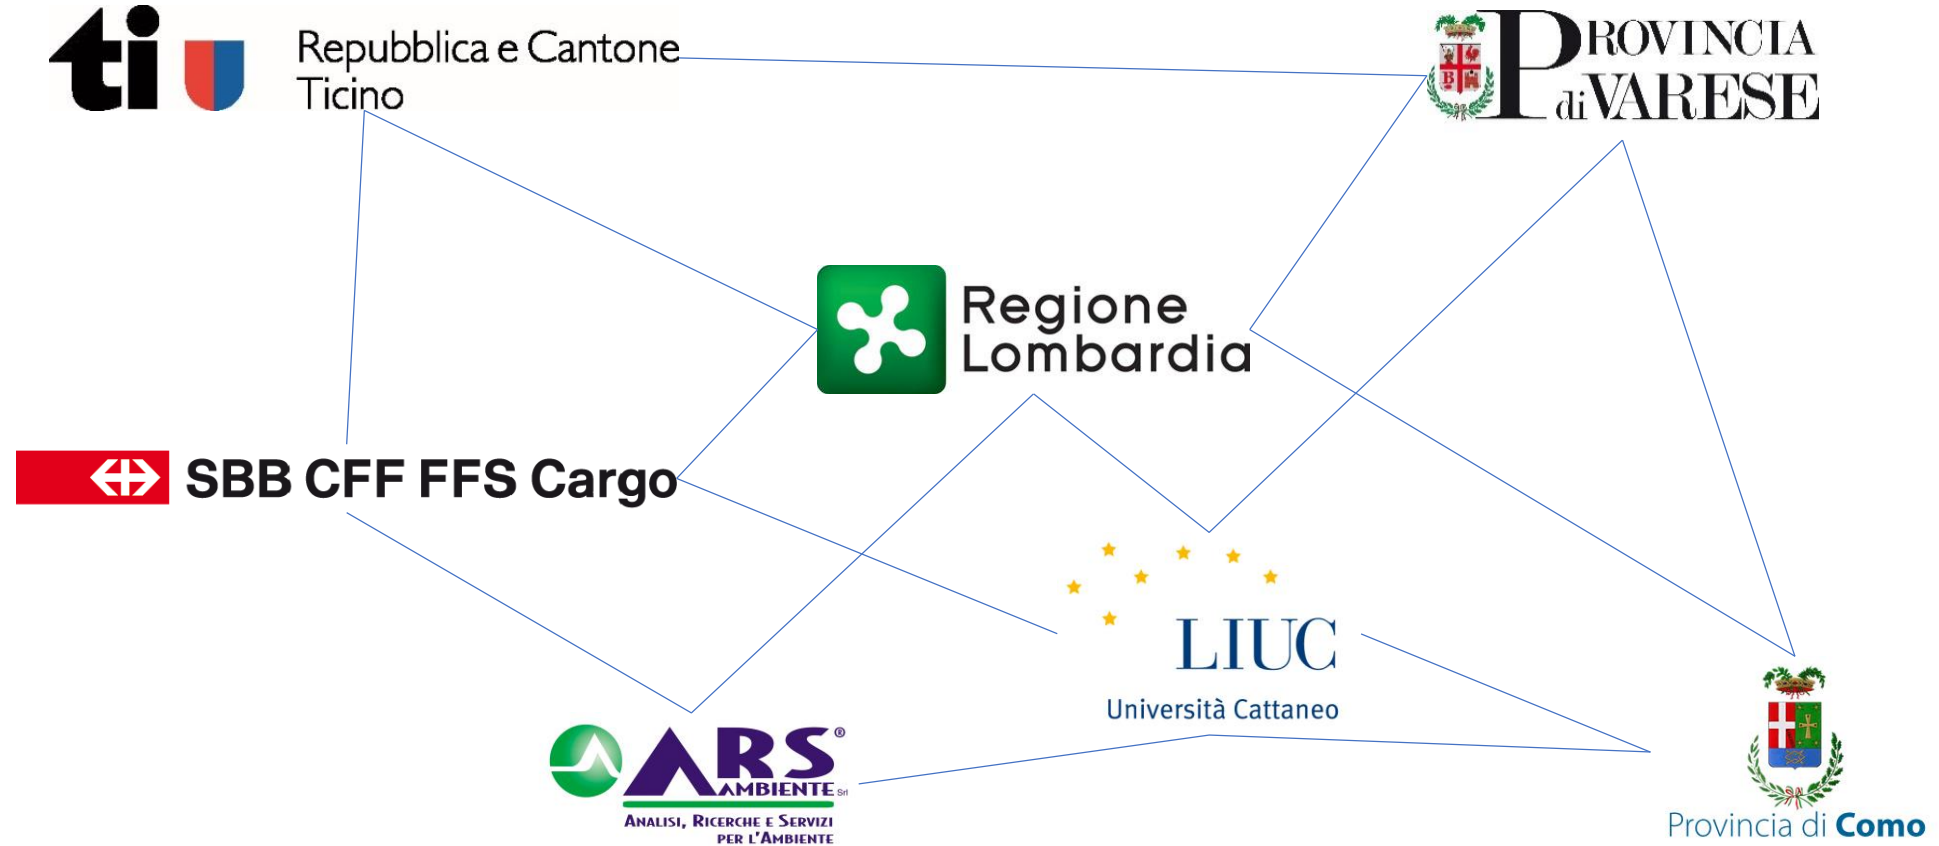 ti
Repubblica e Cantone
Ticino
PROVINCIA
di VARESE
B
Regione
Lombardia
SBB CFF FFS Cargo
LIUC
Università Cattaneo
ARS®
AMBIENTE Srl
ANALISI, RICERCHE E SERVIZI
PER L'AMBIENTE
Provincia di Como